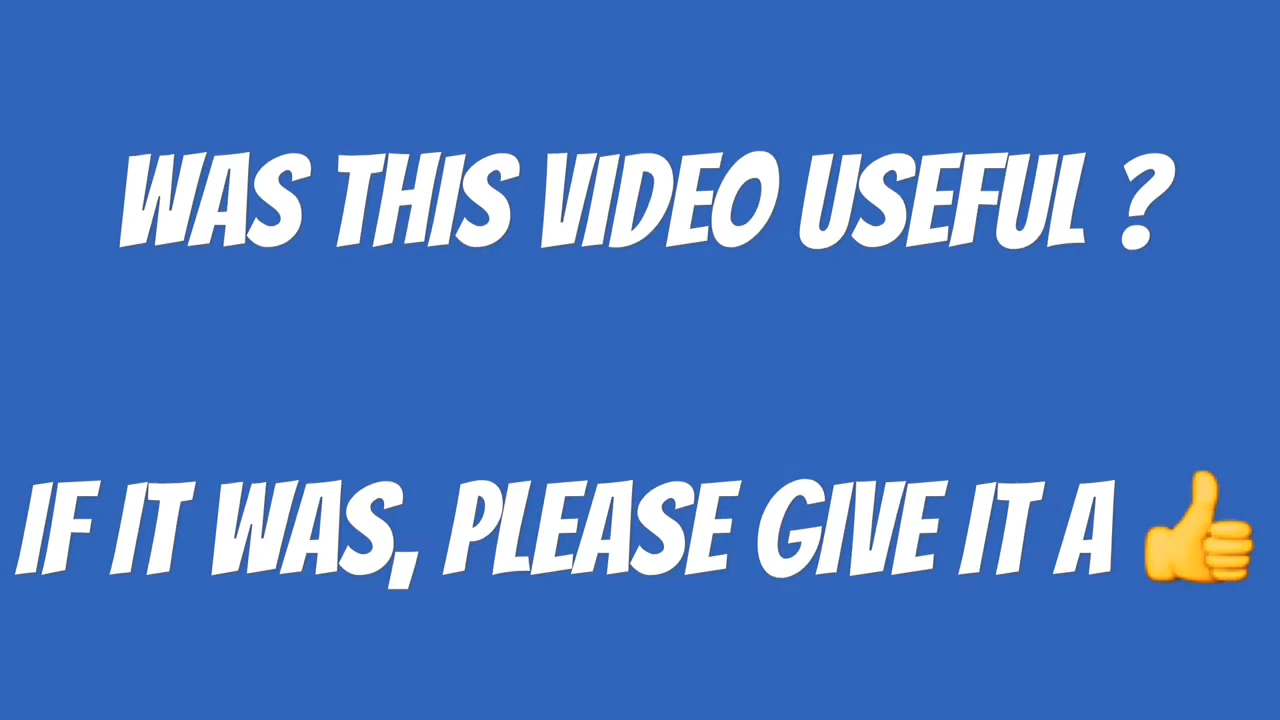 WAS THIS VIDEO USEFUL ?
IF IT WAS, PLEASE GIVE IT A 👍